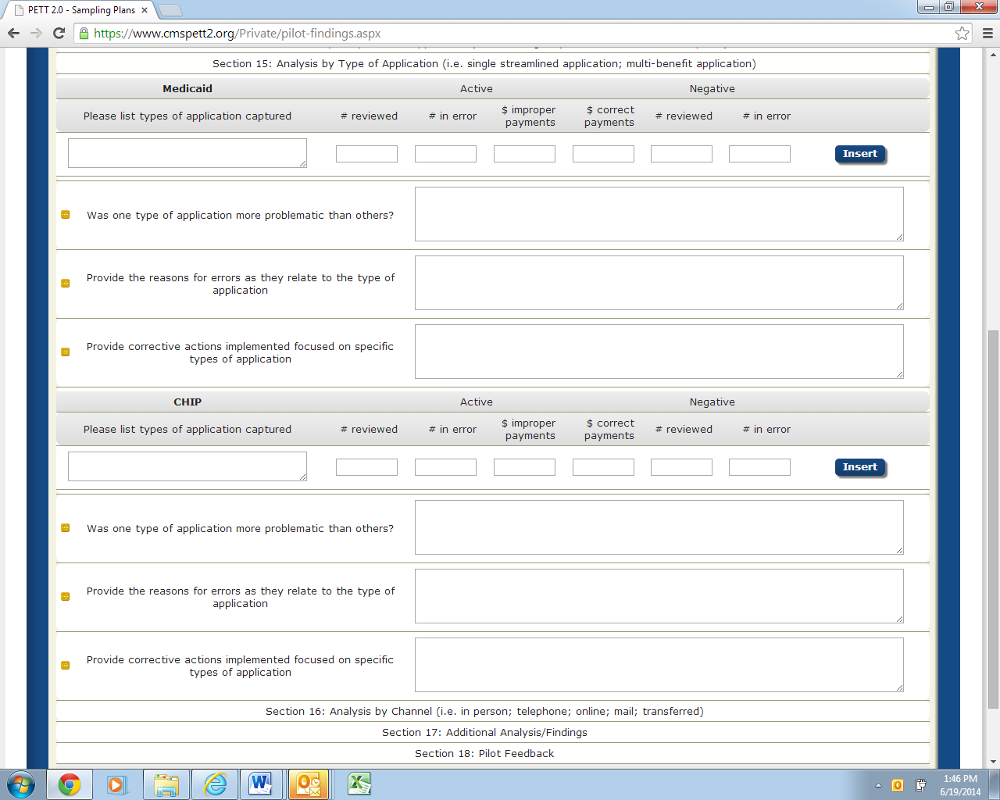 PETT 2.0 - Sampling Plans
https://www.cmspett2.org/Private/pilot-findings.aspx
Section 15: Analysis by Type of Application (i.e. single streamlined application; multi-benefit application)
Medicaid Active Negative
Please list types of application captured # reviewed # in error $ improper payments $ correct payments # reviewed # in error
Insert
Was one type of application more problematic than others?
Provide the reasons for errors as they relate to the type of
application
Provide corrective actions implemented focused on specific
types of application
CHIP Active Negative
Please list types of application captured # reviewed # in error $ improper payments $ correct payments # reviewed # in error
Insert
Was one type of application more problematic than others?
Provide the reasons for errors as they relate to the type of
application
Provide corrective actions implemented focused on specific
types of application
Section 16: Analysis by Channel (i.e. in person; telephone; online; mail; transferred)
Section 17: Additional Analysis/Findings
Section 18: Pilot Feedback
1:46 PM
6/19/2014